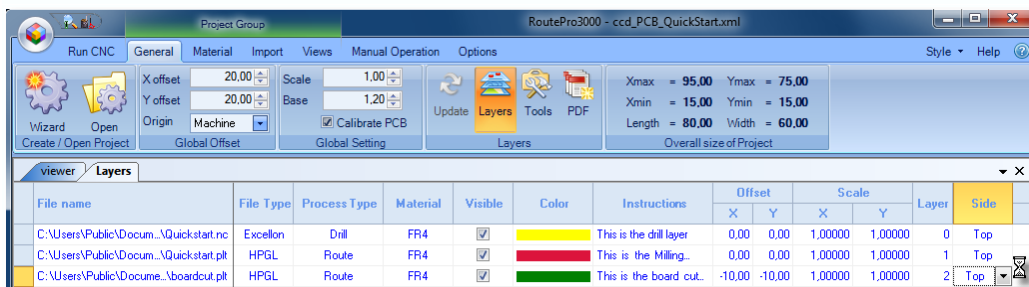 Project Group
RoutePro3000 - ccd_PCB_QuickStart.xml
Run CNC General Material Import Views Manual Operation Options Style Help
X offset 20,00 Scale 1,00 Xmax = 95,00 Ymax = 75,00
Y offset 20,00 Base 1,20 Xmin = 15,00 Ymin = 15,00
Origin Machine Calibrate PCB Length = 80,00 Width = 60,00
Wizard Open Update Layers Tools PDF
Create / Open Project Global Offset Global Setting Layers Overall size of Project
viewer Layers
File name File Type Process Type Material Visible Color Instructions Offset Scale Layer Side
X Y X Y
C:\Users\Public\Docum...\Quickstart.nc Excellon Drill FR4 This is the drill layer 0,00 0,00 1,00000 1,00000 0 Top
C:\Users\Public\Docum...\Quickstart.plt HPGL Route FR4 This is the Milling... 0,00 0,00 1,00000 1,00000 1 Top
C:\Users\Public\Docume...\boardcut.plt HPGL Route FR4 This is the board cut.. -10,00 -10,00 1,00000 1,00000 2 Top